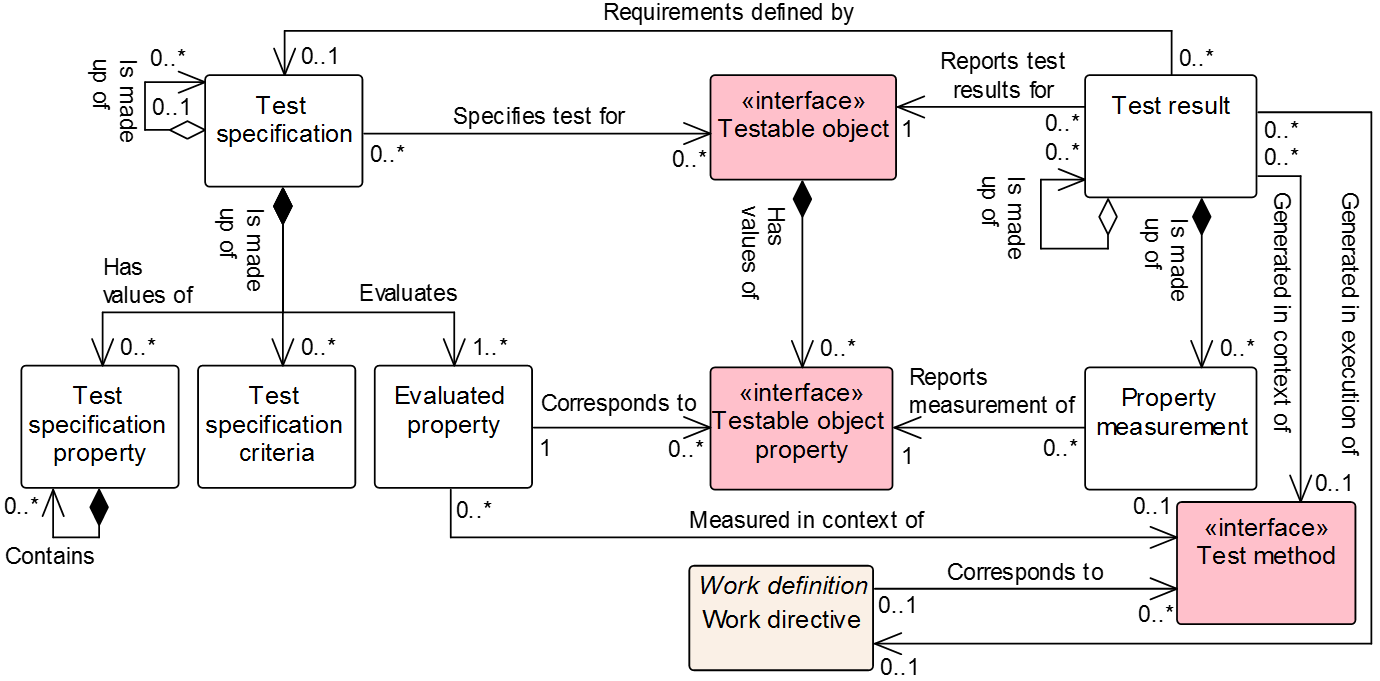 Requirements defined by
0..1
0..*
0..*
Is made
up of
0..1
Test
specification
0..*
Specifies test for
0..*
«interface»
Testable object
1
Reports test
results for
0..*
0..*
Test result
0..*
0..*
Is made
up of
Is made
up of
Has
values of
Is made
up of
Generated in context of
Generated in execution of
Has
values of
Evaluates
0..*
0..*
1..*
0..*
0..*
Test
specification
property
Test
specification
criteria
Evaluated
property
Corresponds to
1
0..*
«interface»
Testable object
property
Reports
measurement of
1
0..*
Property
measurement
0..*
Contains
0..*
Measured in context of
0..1
0..1
«interface»
Test method
Work definition
Work directive
Corresponds to
0..1
0..*
0..1